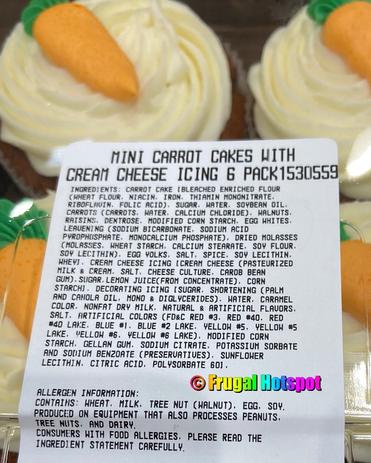 MINI CARROT CAKES WITH
CREAM CHEESE ICING 6 PACK1530559
INGREDIENTS: CARROT CAKE [BLEACHED ENRICHED FLOUR
(WHEAT FLOUR, NIACIN, IRON, THIAMIN MONONITRATE,
RIBOFLAVIN, FOLIC ACID), SUGAR, WATER, SOYBEAN OIL,
CARROTS (CARROTS, WATER, CALCIUM CHLORIDE), WALNUTS,
RAISINS, DEXTROSE, MODIFIED CORN STARCH, EGG WHITES,
LEAVENING (SODIUM BICARBONATE, SODIUM ACID
PYROPHOSPHATE, MONOCALCIUM PHOSPHATE), DRIED MOLASSES
(MOLASSES, WHEAT STARCH, CALCIUM STEARATE, SOY FLOUR,
SOY LECITHIN), EGG YOLKS, SALT, SPICE, SOY LECITHIN,
WHEY], CREAM CHEESE ICING [CREAM CHEESE (PASTEURIZED
MILK & CREAM, SALT, CHEESE CULTURE, CAROB BEAN
GUM),SUGAR,LEMON JUICE(FROM CONCENTRATE), CORN
STARCH], DECORATING ICING [SUGAR, SHORTENING (PALM
AND CANOLA OIL, MONO & DIGLYCERIDES), WATER, CARAMEL
COLOR, NONFAT DRY MILK, NATURAL & ARTIFICIAL FLAVORS,
SALT, ARTIFICIAL COLORS (FD&C RED #3, RED #40, RED
#40 LAKE, BLUE #1, BLUE #2 LAKE, YELLOW #5, YELLOW #5
LAKE, YELLOW #6, YELLOW #6 LAKE), MODIFIED CORN
STARCH, GELLAN GUM, SODIUM CITRATE, POTASSIUM SORBATE
AND SODIUM BENZOATE (PRESERVATIVES), SUNFLOWER
LECITHIN, CITRIC ACID, POLYSORBATE 60].
© Frugal Hotspot
ALLERGEN INFORMATION:
CONTAINS: WHEAT, MILK, TREE NUT (WALNUT), EGG, SOY.
PRODUCED ON EQUIPMENT THAT ALSO PROCESSES PEANUTS,
TREE NUTS, AND DAIRY.
CONSUMERS WITH FOOD ALLERGIES, PLEASE READ THE
INGREDIENT STATEMENT CAREFULLY.